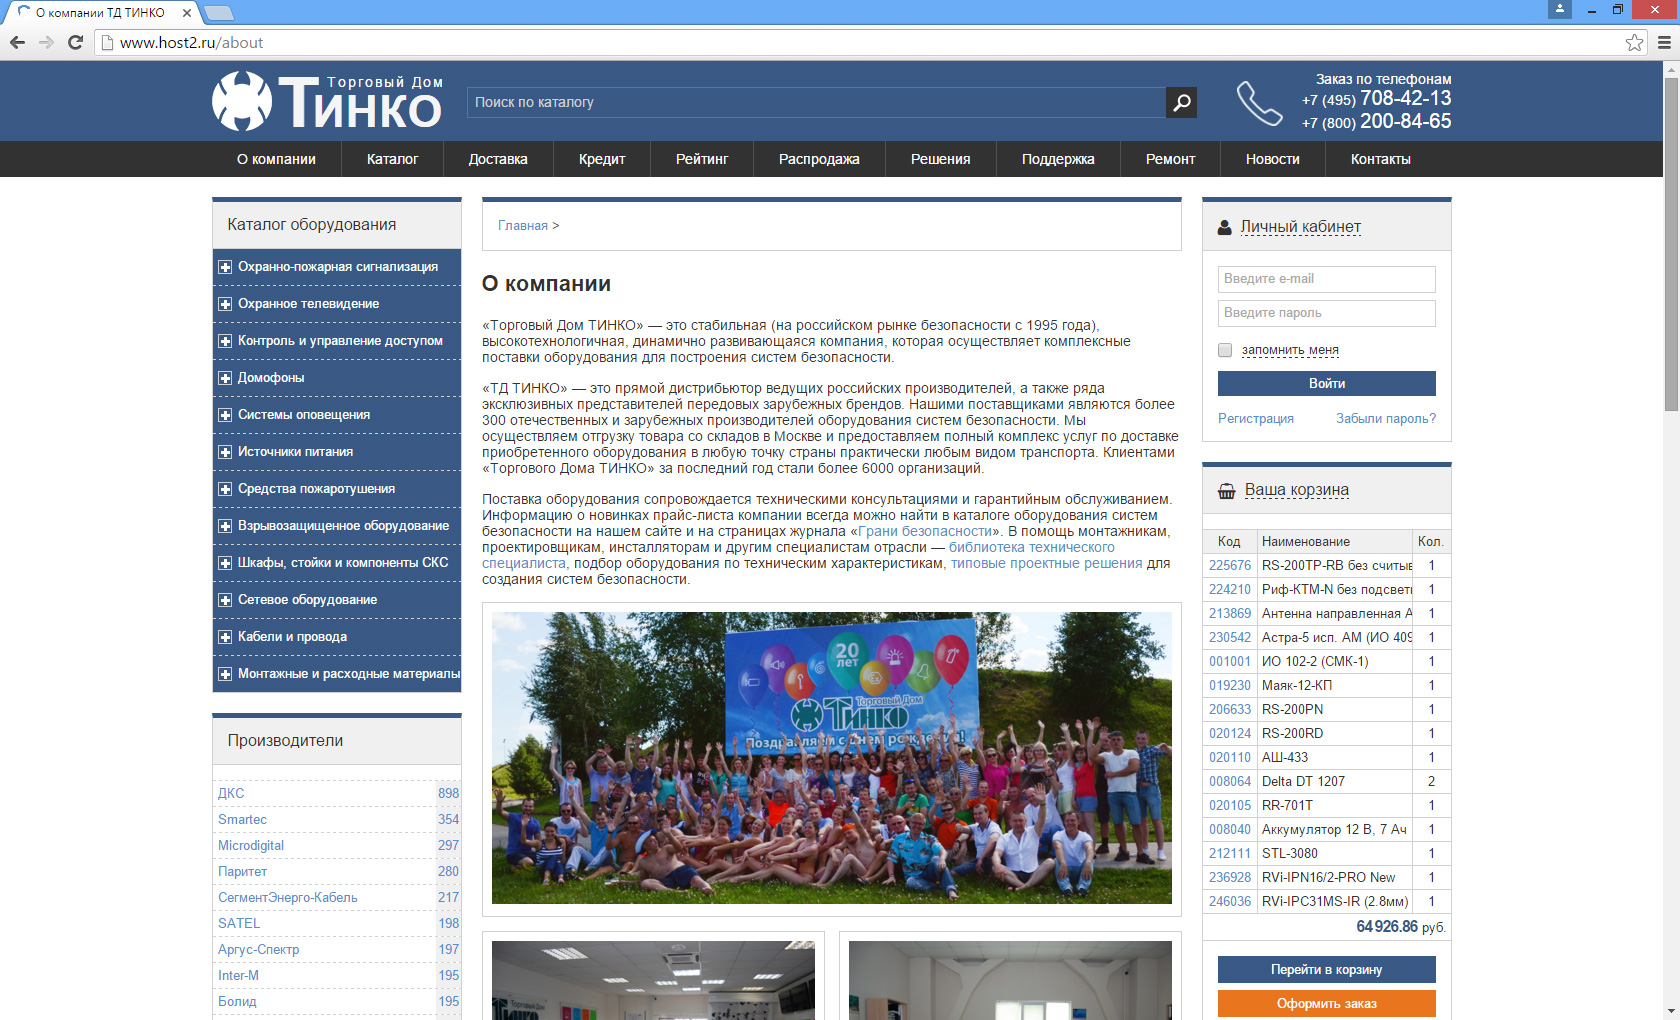 О компании ТД ТИНКО
www.host2.ru/about
Торговый Дом
Тинко
Поиск по каталогу
Заказ по телефонам
+7 (495) 708-42-13
+7 (800) 200-84-65
О компании
Каталог
Доставка
Кредит
Рейтинг
Распродажа
Решения
Поддержка
Ремонт
Новости
Контакты
Каталог оборудования
Охранно-пожарная сигнализация
Охранное телевидение
Контроль и управление доступом
Домофоны
Системы оповещения
Источники питания
Средства пожаротушения
Взрывозащищенное оборудование
Шкафы, стойки и компоненты СКС
Сетевое оборудование
Кабели и провода
Монтажные и расходные материалы
Производители
ДКС 898
Smartec 354
Microdigital 297
Паритет 280
СегментЭнерго-Кабель 217
SATEL 198
Аргус-Спектр 197
Inter-M 195
Болид 195
Главная >
О компании
«Торговый Дом ТИНКО» — это стабильная (на российском рынке безопасности с 1995 года),
высокотехнологичная, динамично развивающаяся компания, которая осуществляет комплексные
поставки оборудования для построения систем безопасности.
«ТД ТИНКО» — это прямой дистрибьютор ведущих российских производителей, а также ряда
эксклюзивных представителей передовых зарубежных брендов. Нашими поставщиками являются более
300 отечественных и зарубежных производителей оборудования систем безопасности. Мы
осуществляем отгрузку товара со складов в Москве и предоставляем полный комплекс услуг по доставке
приобретенного оборудования в любую точку страны практически любым видом транспорта. Клиентами
«Торгового Дома ТИНКО» за последний год стали более 6000 организаций.
Поставка оборудования сопровождается техническими консультациями и гарантийным обслуживанием.
Информацию о новинках прайс-листа компании всегда можно найти в каталоге оборудования систем
безопасности на нашем сайте и на страницах журнала «Грани безопасности». В помощь монтажникам,
проектировщикам, инсталляторам и другим специалистам отрасли — библиотека технического
специалиста, подбор оборудования по техническим характеристикам, типовые проектные решения для
создания систем безопасности.
20
лет
Торговый Дом
Тинко
Поздравляем с Днем рождения!
Торговый Дом
Тинко
Личный кабинет
Введите e-mail
Введите пароль
запомнить меня
Войти
Регистрация Забыли пароль?
Ваша корзина
Код Наименование Кол.
225676 RS-200TP-RB без считыв 1
224210 Риф-КТМ-N без подсвет 1
213869 Антенна направленная А 1
230542 Астра-5 исп. АМ (ИО 409 1
001001 ИО 102-2 (СМК-1) 1
019230 Маяк-12-КП 1
206633 RS-200PN 1
020124 RS-200RD 1
020110 АШ-433 1
008064 Delta DT 1207 2
020105 RR-701T 1
008040 Аккумулятор 12 В, 7 Ач 1
212111 STL-3080 1
236928 RVi-IPN16/2-PRO New 1
246036 RVi-IPC31MS-IR (2.8мм) 1
64 926.86 руб.
Перейти в корзину
Оформить заказ